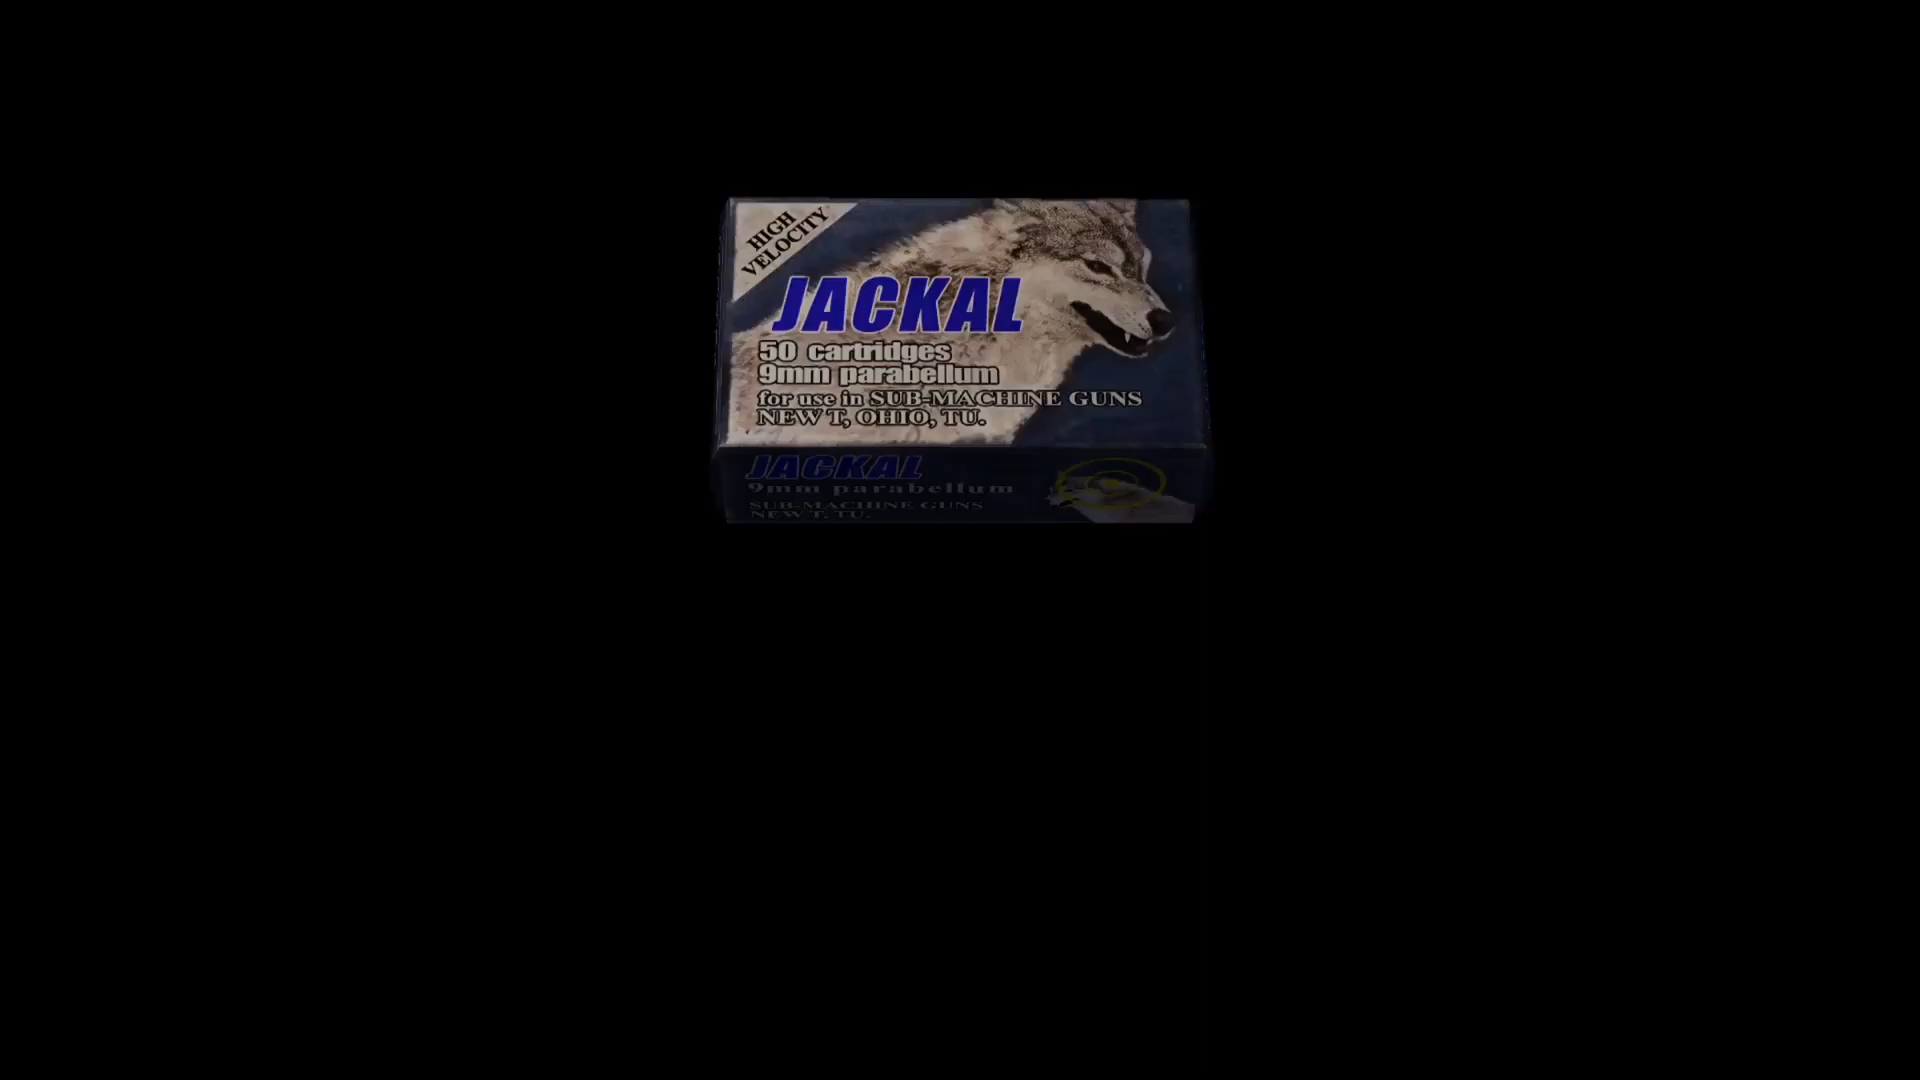 HIGH
VELOCITY
JACKAL
50 cartridges
9mm parabellum
for use in SUB-MACHINE GUNS
NEW T, OHIO, TU.
JACKAL
9mm parabellum
SUB-MACHINE GUNS
NEW T, TU.